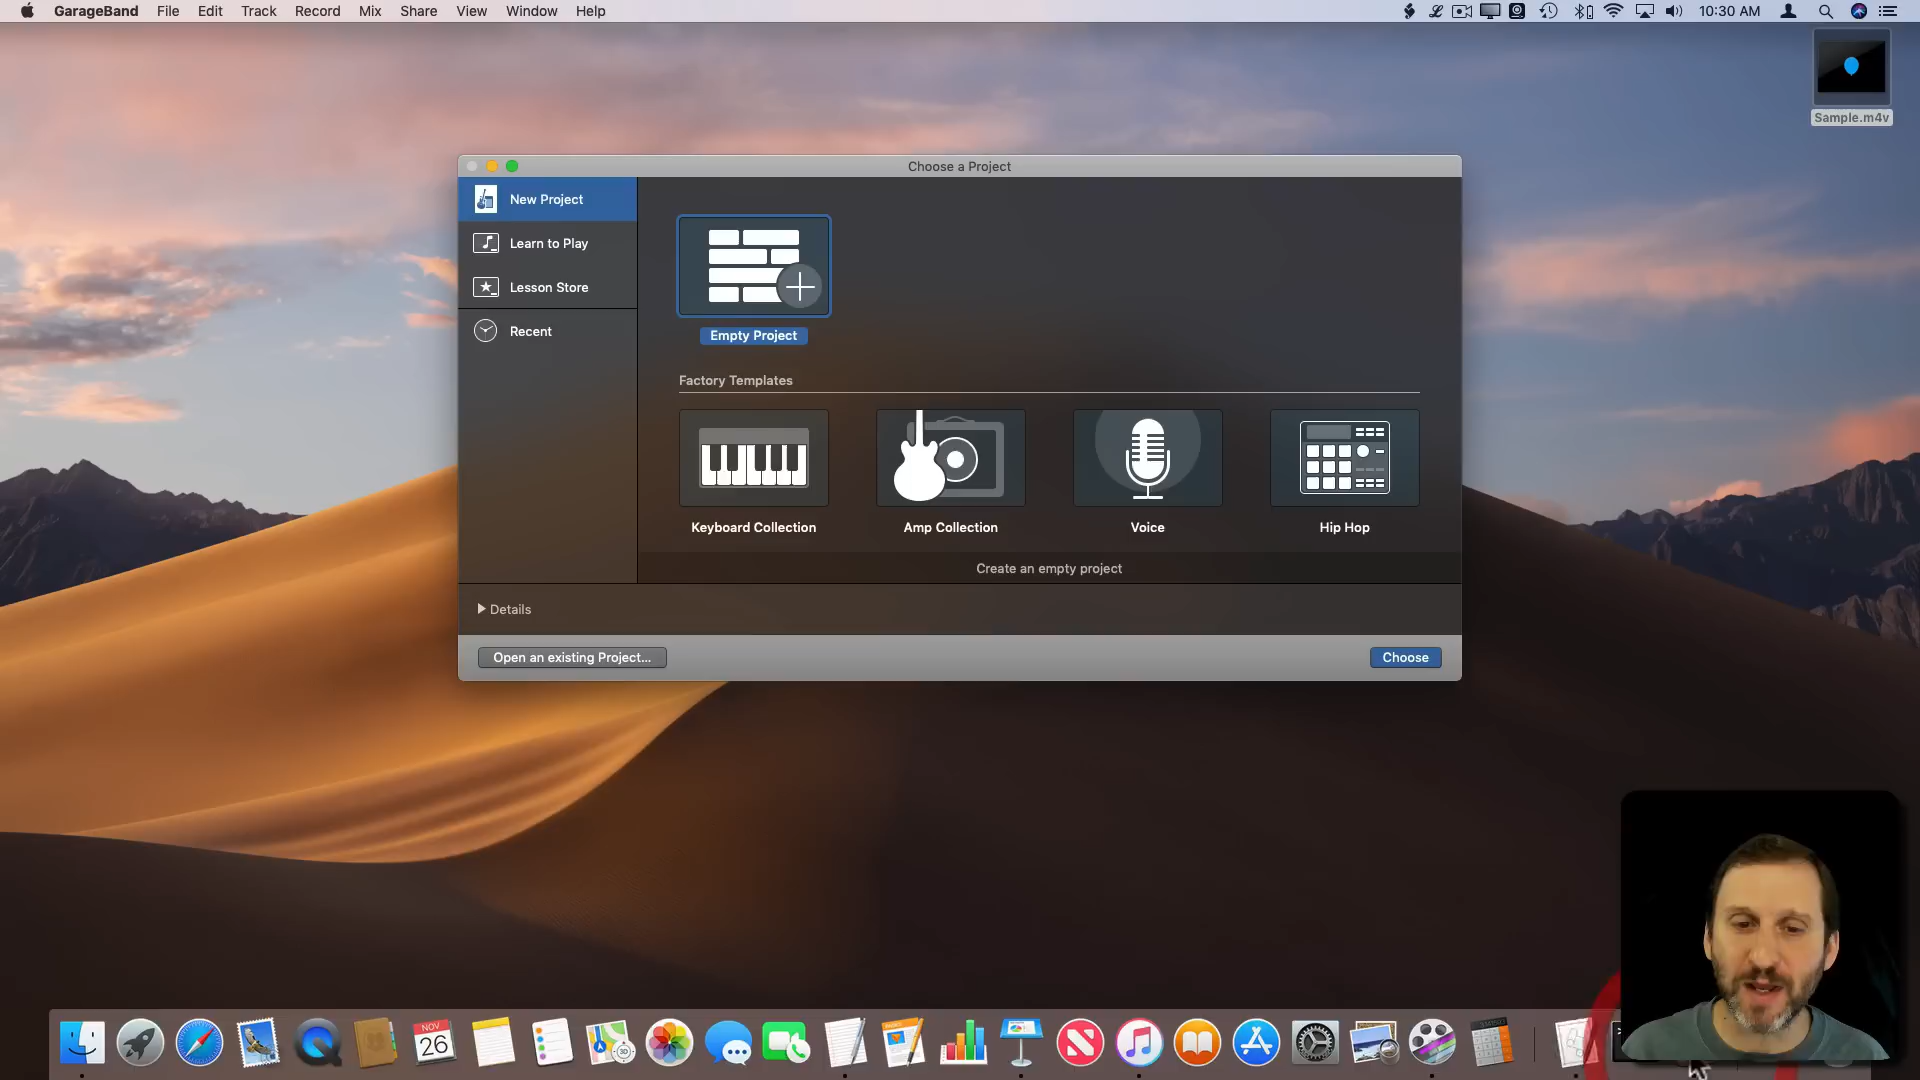 GarageBand File Edit Track Record Mix Share View Window Help 10:30 AM
Sample.m4v
Choose a Project
New Project
Learn to Play
Lesson Store
Recent
Empty Project
Factory Templates
Keyboard Collection Amp Collection Voice Hip Hop
Create an empty project
Details
Open an existing Project... Choose
NOV
26
3D